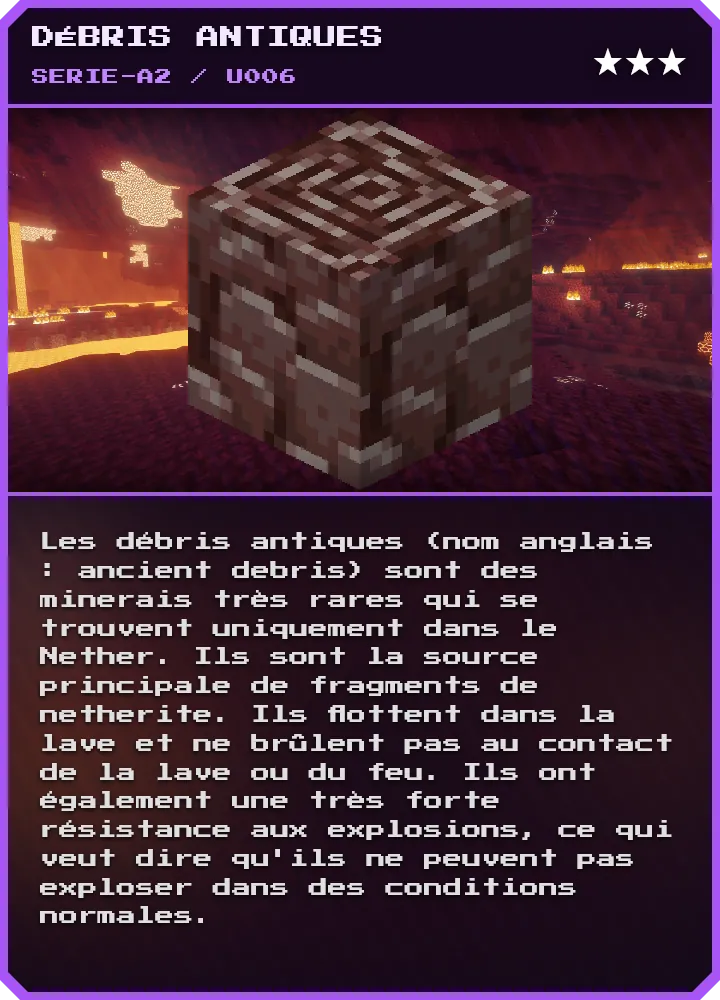 DéBRIS ANTIQUES
SERIE-A2 / U006
★★★
Les débris antiques (nom anglais
: ancient debris) sont des
minerais très rares qui se
trouvent uniquement dans le
Nether. Ils sont la source
principale de fragments de
netherite. Ils flottent dans la
lave et ne brûlent pas au contact
de la lave ou du feu. Ils ont
également une très forte
résistance aux explosions, ce qui
veut dire qu'ils ne peuvent pas
exploser dans des conditions
normales.